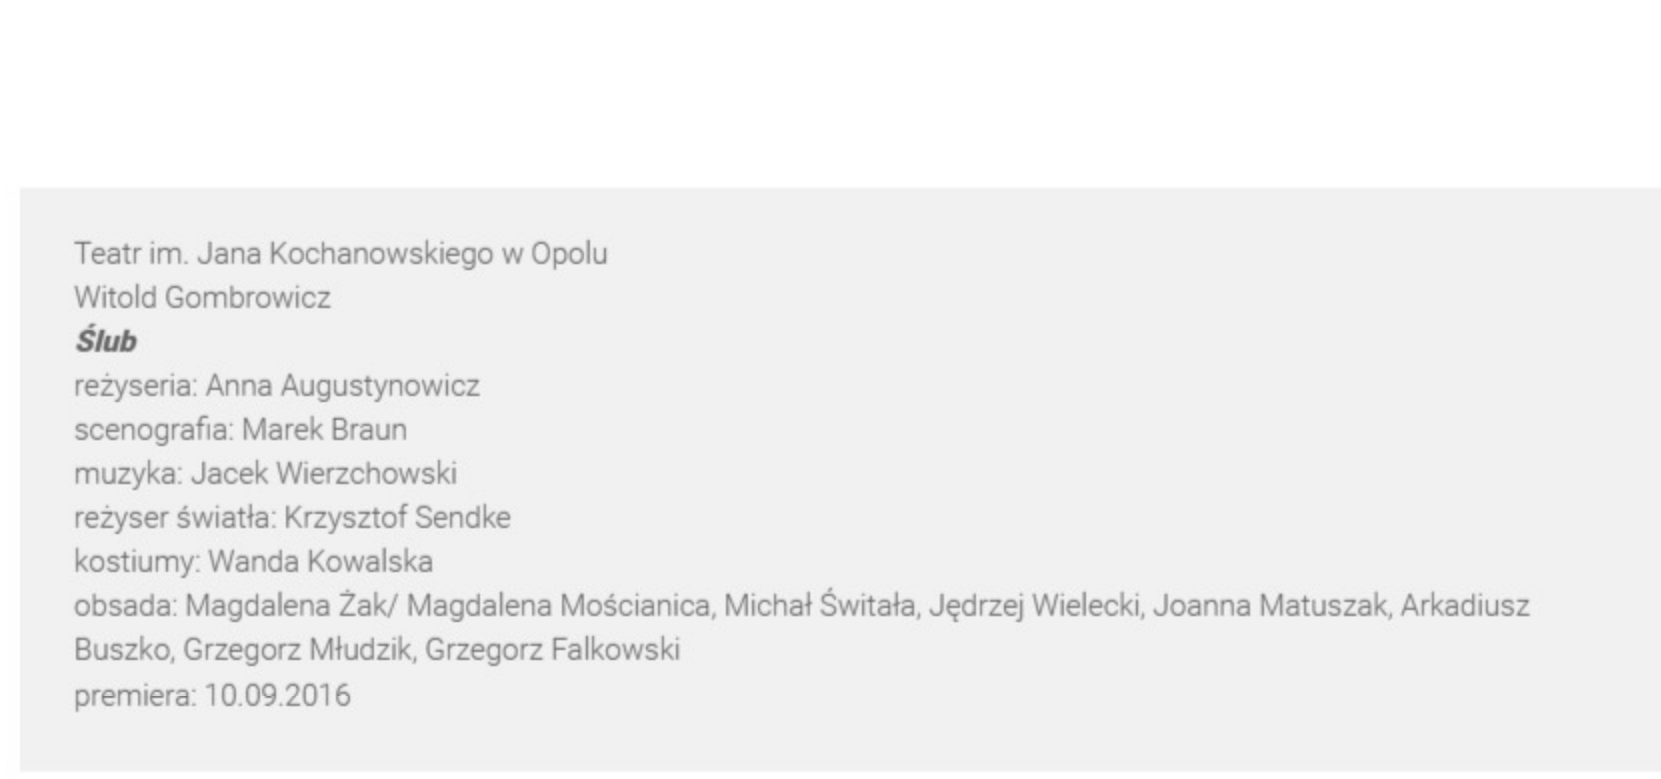 Teatr im. Jana Kochanowskiego w Opolu
Witold Gombrowicz
Ślub
reżyseria: Anna Augustynowicz
scenografia: Marek Braun
muzyka: Jacek Wierzchowski
reżyser światła: Krzysztof Sendke
kostiumy: Wanda Kowalska
obsada: Magdalena Żak/ Magdalena Mościanica, Michał Świtała, Jędrzej Wielecki, Joanna Matuszak, Arkadiusz
Buszko, Grzegorz Młudzik, Grzegorz Falkowski
premiera: 10.09.2016